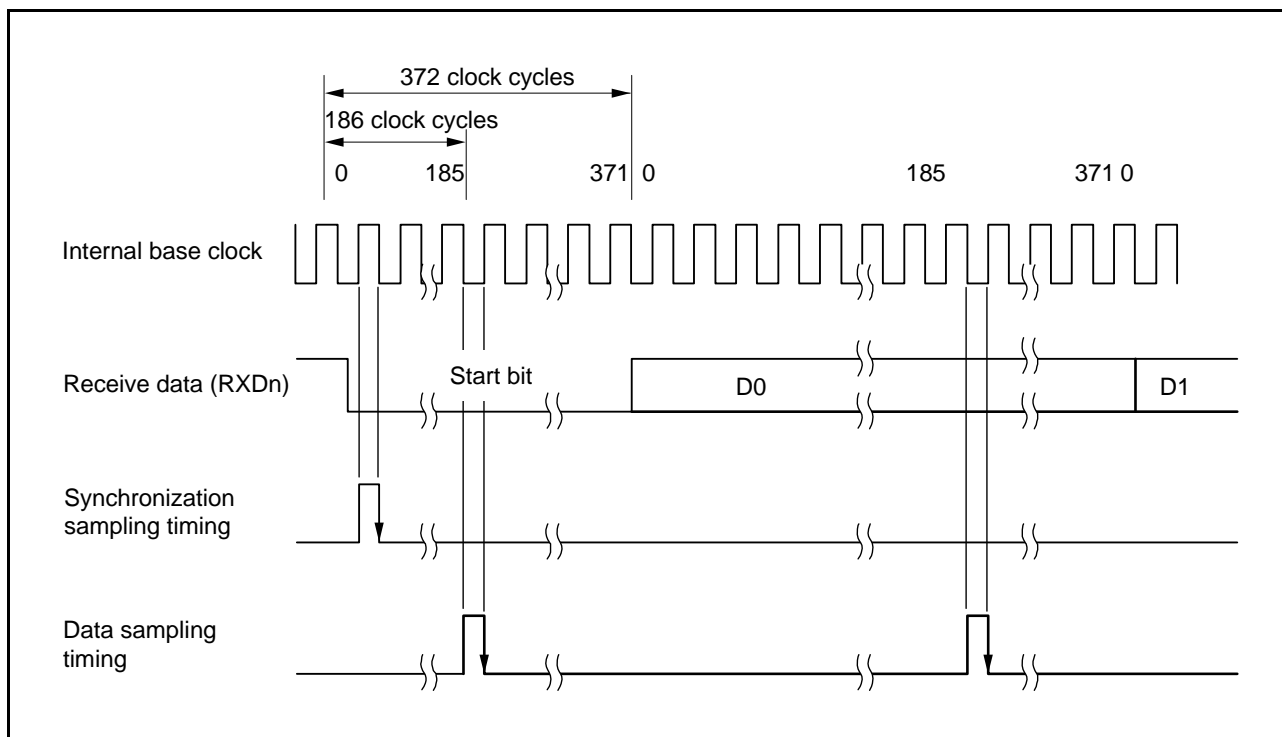 372 clock cycles
186 clock cycles
0 185 371 0 185 371 0
Internal base clock
Receive data (RXDn)
Start bit
D0
D1
Synchronization
sampling timing
Data sampling
timing